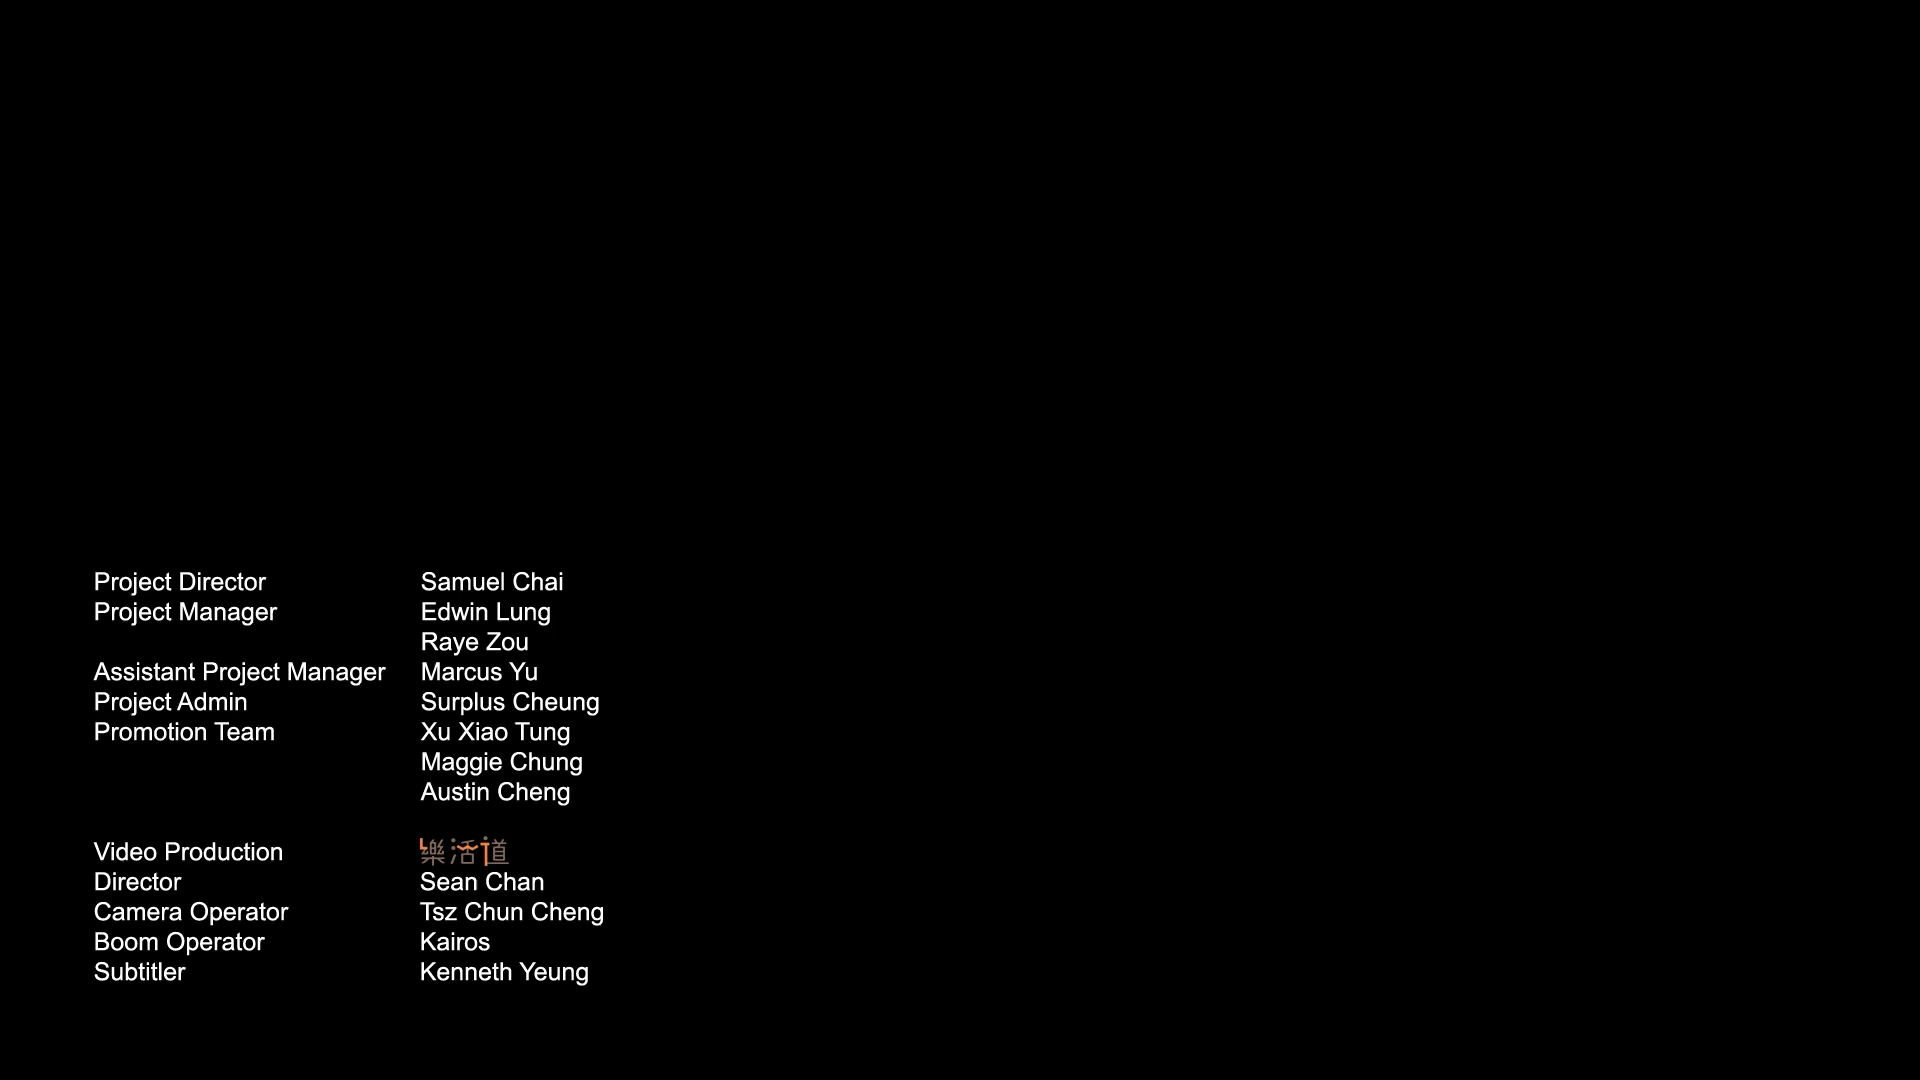 Project Director Samuel Chai
Project Manager Edwin Lung
Raye Zou
Assistant Project Manager Marcus Yu
Project Admin Surplus Cheung
Promotion Team Xu Xiao Tung
Maggie Chung
Austin Cheng
Video Production 樂活道
Director Sean Chan
Camera Operator Tsz Chun Cheng
Boom Operator Kairos
Subtitler Kenneth Yeung